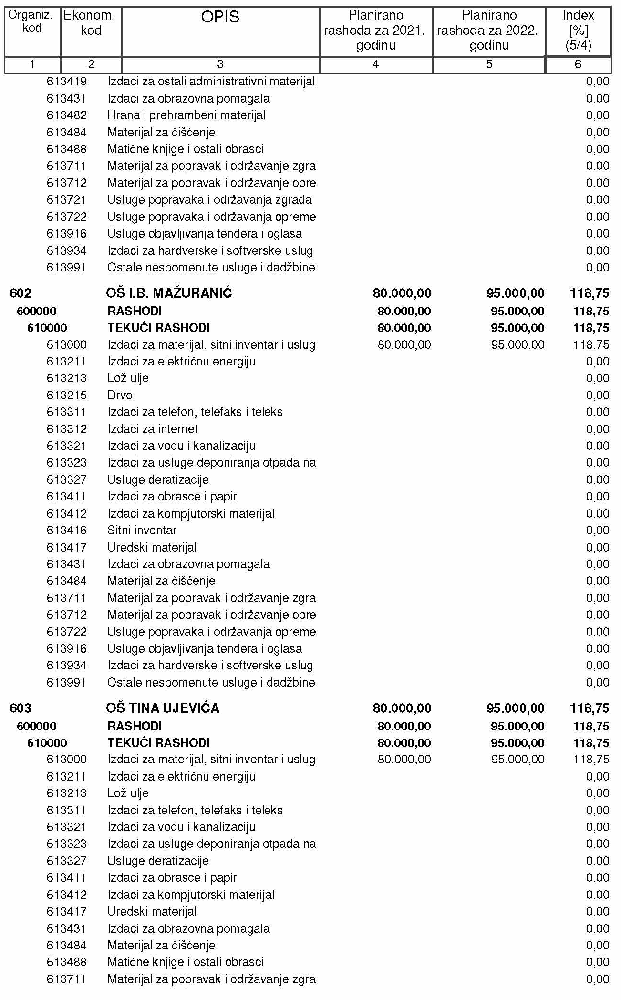 Organiz. kod Ekonom. kod OPIS Planirano rashoda za 2021. godinu Planirano rashoda za 2022. godinu Index [%] (5/4)
1 2 3 4 5 6
613419 Izdaci za ostali administrativni materijal 0,00
613431 Izdaci za obrazovna pomagala 0,00
613482 Hrana i prehrambeni materijal 0,00
613484 Materijal za čišćenje 0,00
613488 Matične knjige i ostali obrasci 0,00
613711 Materijal za popravak i održavanje zgra 0,00
613712 Materijal za popravak i održavanje opre 0,00
613721 Usluge popravaka i održavanja zgrada 0,00
613722 Usluge popravaka i održavanja opreme 0,00
613916 Usluge objavljivanja tendera i oglasa 0,00
613934 Izdaci za hardverske i softverske uslug 0,00
613991 Ostale nespomenute usluge i dadžbine 0,00
602 OŠ I.B. MAŽURANIĆ 80.000,00 95.000,00 118,75
600000 RASHODI 80.000,00 95.000,00 118,75
610000 TEKUĆI RASHODI 80.000,00 95.000,00 118,75
613000 Izdaci za materijal, sitni inventar i uslug 80.000,00 95.000,00 118,75
613211 Izdaci za električnu energiju 0,00
613213 Lož ulje 0,00
613215 Drvo 0,00
613311 Izdaci za telefon, telefaks i teleks 0,00
613312 Izdaci za internet 0,00
613321 Izdaci za vodu i kanalizaciju 0,00
613323 Izdaci za usluge deponiranja otpada na 0,00
613327 Usluge deratizacije 0,00
613411 Izdaci za obrasce i papir 0,00
613412 Izdaci za kompjutorski materijal 0,00
613416 Sitni inventar 0,00
613417 Uredski materijal 0,00
613431 Izdaci za obrazovna pomagala 0,00
613484 Materijal za čišćenje 0,00
613711 Materijal za popravak i održavanje zgra 0,00
613712 Materijal za popravak i održavanje opre 0,00
613722 Usluge popravaka i održavanja opreme 0,00
613916 Usluge objavljivanja tendera i oglasa 0,00
613934 Izdaci za hardverske i softverske uslug 0,00
613991 Ostale nespomenute usluge i dadžbine 0,00
603 OŠ TINA UJEVIĆA 80.000,00 95.000,00 118,75
600000 RASHODI 80.000,00 95.000,00 118,75
610000 TEKUĆI RASHODI 80.000,00 95.000,00 118,75
613000 Izdaci za materijal, sitni inventar i uslug 80.000,00 95.000,00 118,75
613211 Izdaci za električnu energiju 0,00
613213 Lož ulje 0,00
613311 Izdaci za telefon, telefaks i teleks 0,00
613321 Izdaci za vodu i kanalizaciju 0,00
613323 Izdaci za usluge deponiranja otpada na 0,00
613327 Usluge deratizacije 0,00
613411 Izdaci za obrasce i papir 0,00
613412 Izdaci za kompjutorski materijal 0,00
613417 Uredski materijal 0,00
613431 Izdaci za obrazovna pomagala 0,00
613484 Materijal za čišćenje 0,00
613488 Matične knjige i ostali obrasci 0,00
613711 Materijal za popravak i održavanje zgra 0,00